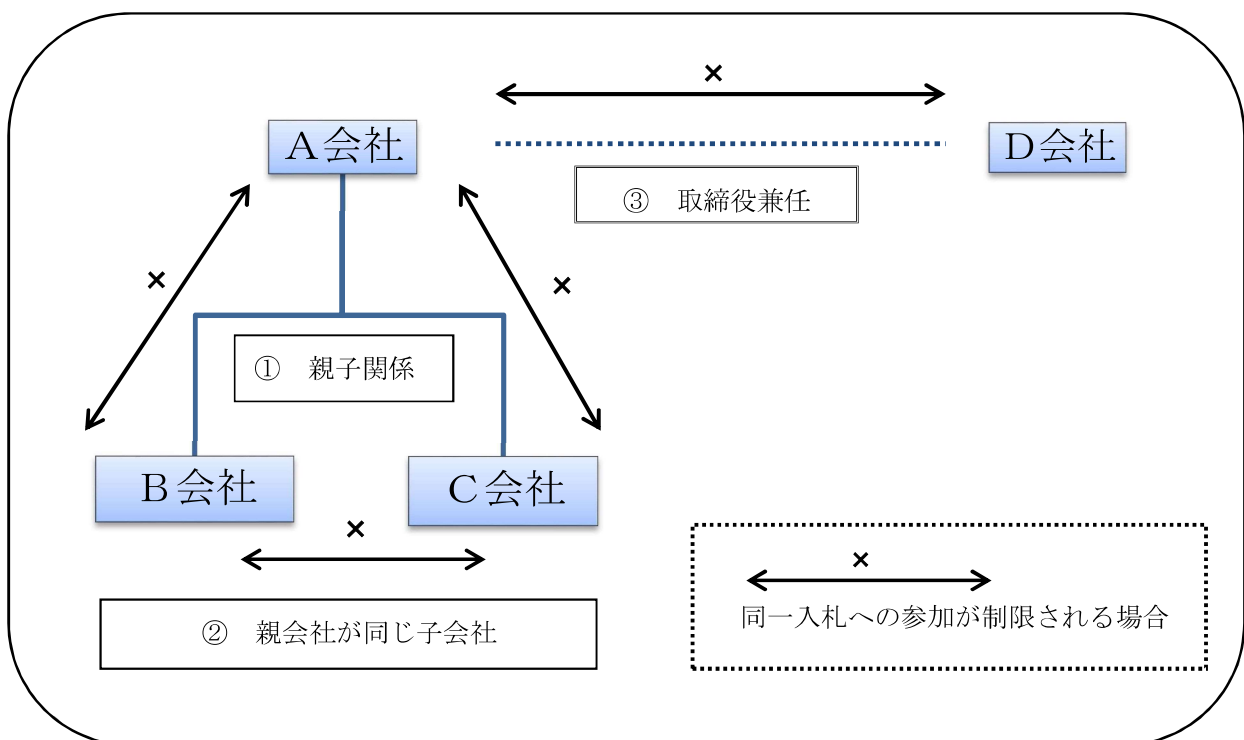 ×
A会社
D会社
③　取締役兼任
×
×
①　親子関係
B会社
C会社
×
②　親会社が同じ子会社
×
同一入札への参加が制限される場合